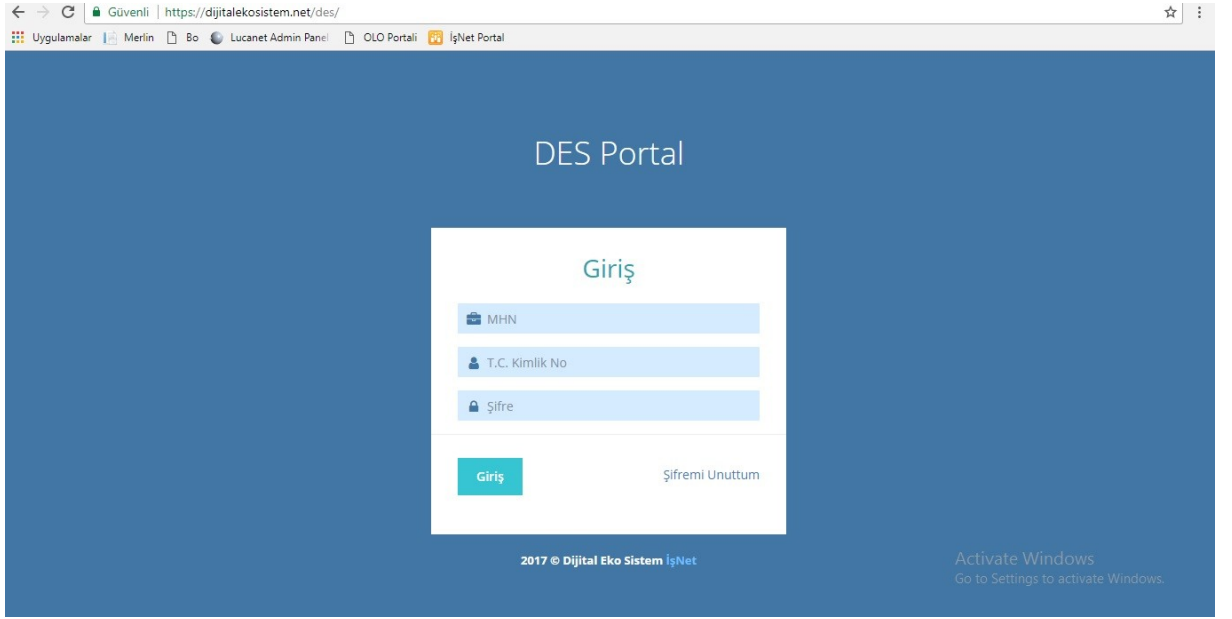 Güvenli | https://dijitalekosistem.net/des/
Uygulamalar Merlin Bo Lucanet Admin Panel OLO Portali İşNet Portal
DES Portal
Giriş
MHN
T.C. Kimlik No
Şifre
Giriş Şifremi Unuttum
2017 © Dijital Eko Sistem İşNet
Activate Windows
Go to Settings to activate Windows.